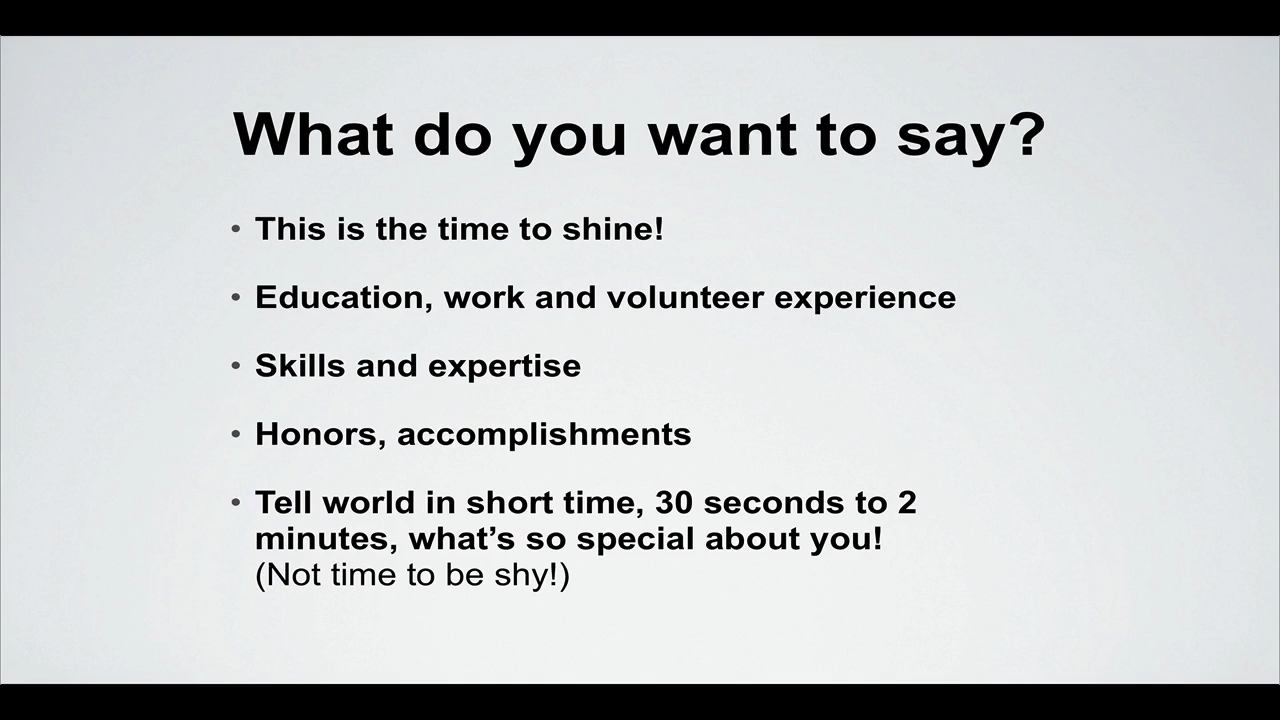 What do you want to say?
• This is the time to shine!
• Education, work and volunteer experience
• Skills and expertise
• Honors, accomplishments
• Tell world in short time, 30 seconds to 2
minutes, what’s so special about you!
(Not time to be shy!)